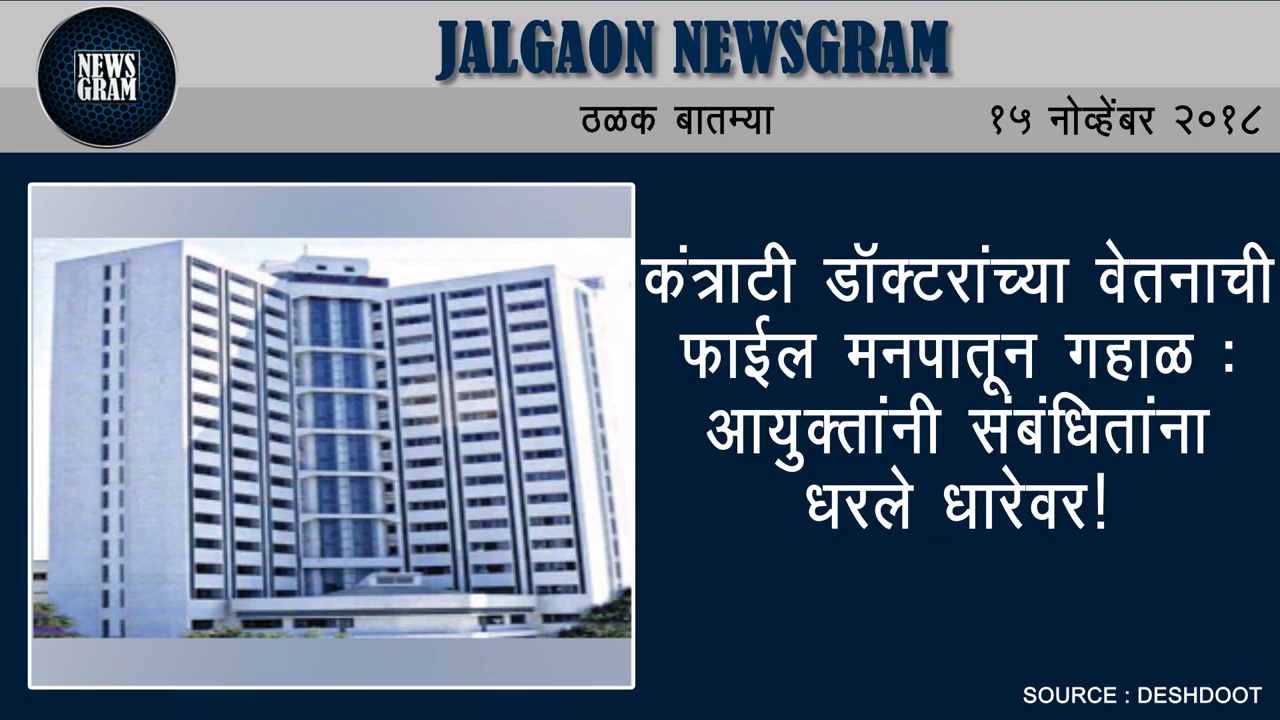 NEWS
GRAM
JALGAON NEWSGRAM
ठळक बातम्या
१५ नोव्हेंबर २०१८
कंत्राटी डॉक्टरांच्या वेतनाची
फाईल मनपातून गहाळ :
आयुक्तांनी संबंधितांना
धरले धारेवर!
SOURCE : DESHDOOT